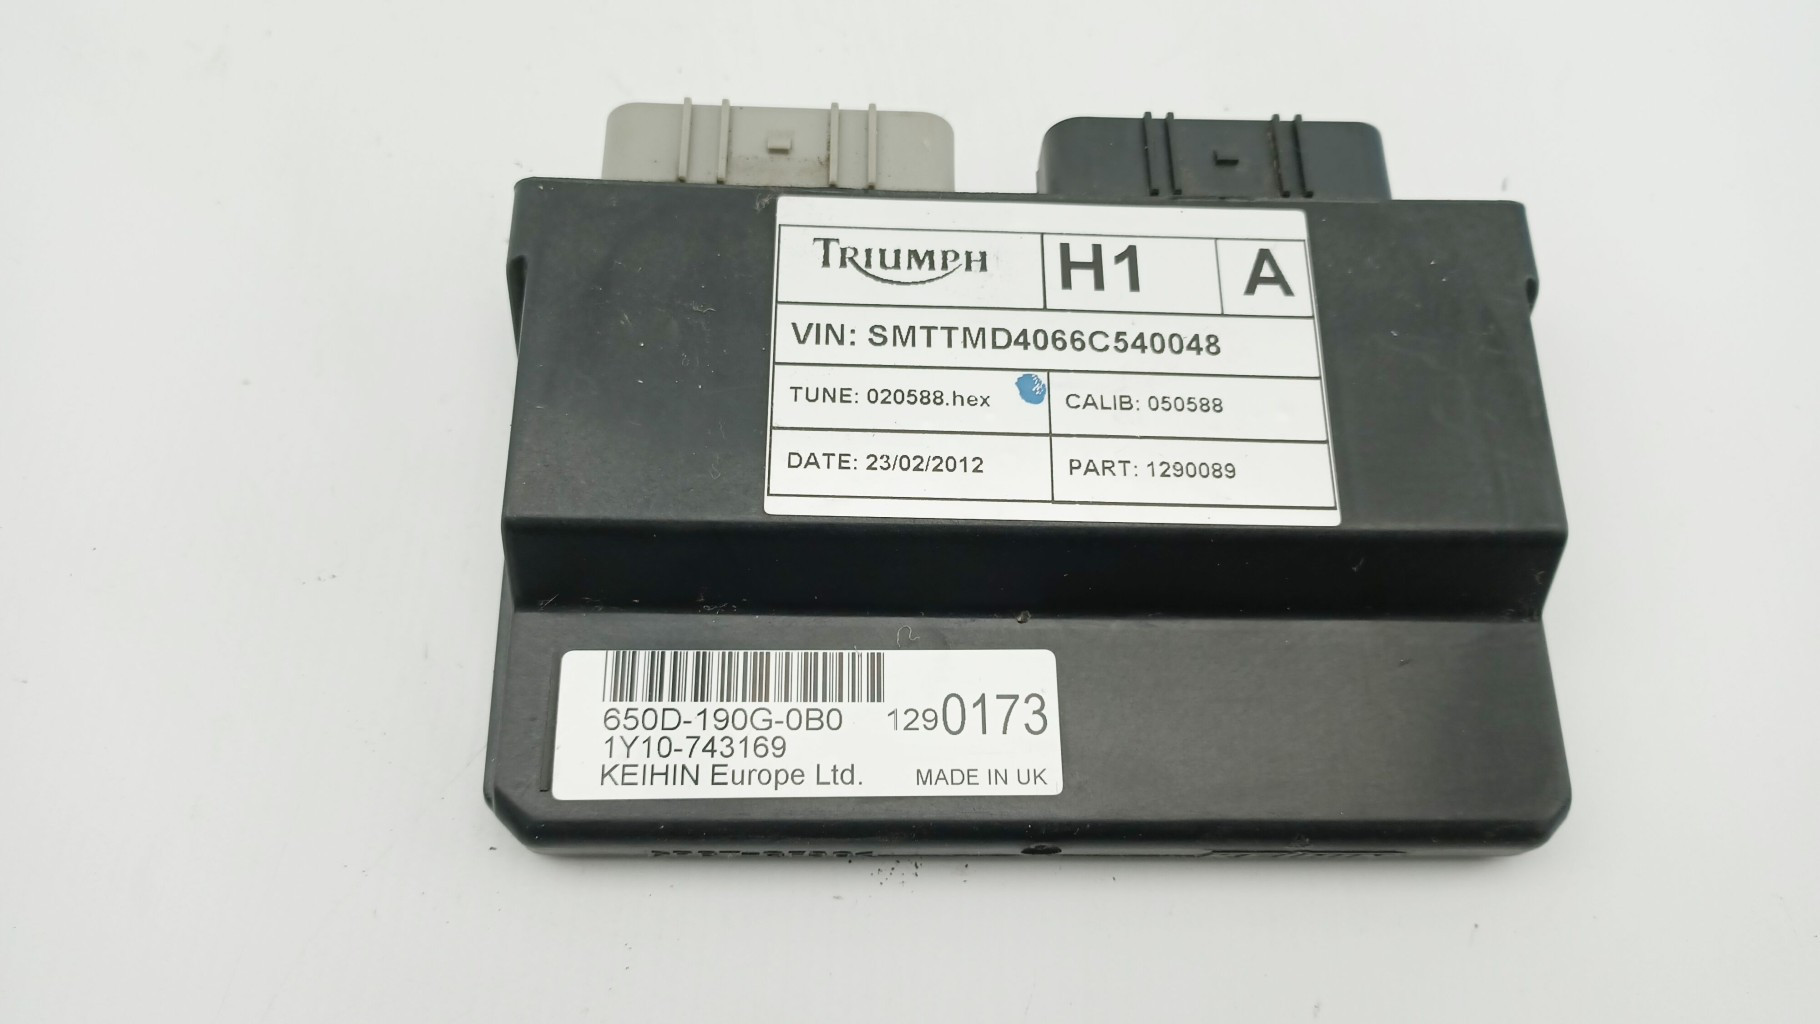 TRIUMPH H1 A
VIN: SMTTMD4066C540048
TUNE: 020588.hex CALIB: 050588
DATE: 23/02/2012 PART: 1290089
650D-190G-0B0 1290173
1Y10-743169
KEIHIN Europe Ltd. MADE IN UK